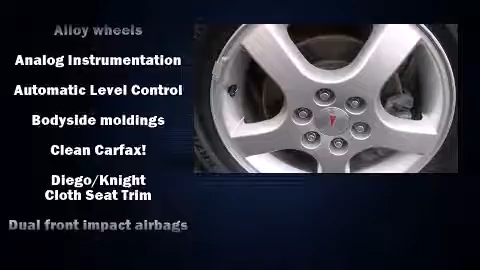 Alloy wheels
Analog Instrumentation
Automatic Level Control
Bodyside moldings
Clean Carfax!
Diego/Knight
Cloth Seat Trim
Dual front impact airbags